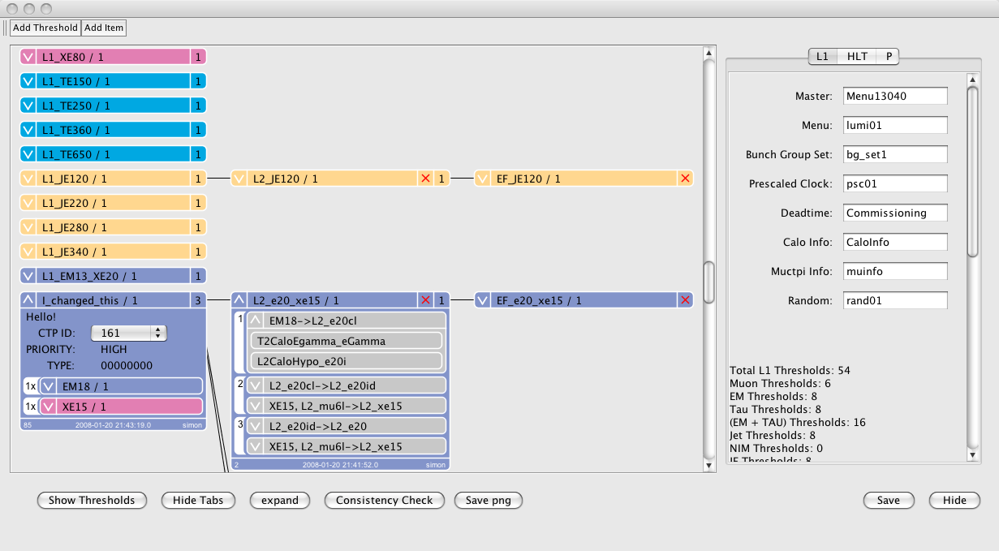 Add Threshold Add Item
L1_XE80 / 1 1
L1_TE150 / 1 1
L1_TE250 / 1 1
L1_TE360 / 1 1
L1_TE650 / 1 1
L1_JE120 / 1 1 L2_JE120 / 1 1 EF_JE120 / 1
L1_JE220 / 1 1
L1_JE280 / 1 1
L1_JE340 / 1 1
L1_EM13_XE20 / 1 1
I_changed_this / 1 3
Hello!
CTP ID: 161
PRIORITY: HIGH
TYPE: 00000000
1x EM18 / 1
1x XE15 / 1
85 2008-01-20 21:43:19.0 simon
L2_e20_xe15 / 1 1
1 EM18->L2_e20cl
T2CaloEgamma_eGamma
L2CaloHypo_e20i
2 L2_e20cl->L2_e20id
XE15, L2_mu6l->L2_xe15
3 L2_e20id->L2_e20
XE15, L2_mu6l->L2_xe15
2 2008-01-20 21:41:52.0 simon
EF_e20_xe15 / 1
L1 HLT P
Master: Menu13040
Menu: lumi01
Bunch Group Set: bg_set1
Prescaled Clock: psc01
Deadtime: Commissioning
Calo Info: CaloInfo
Muctpi Info: muinfo
Random: rand01
Total L1 Thresholds: 54
Muon Thresholds: 6
EM Thresholds: 8
Tau Thresholds: 8
(EM + TAU) Thresholds: 16
Jet Thresholds: 8
NIM Thresholds: 0
Thresholds: 8
Show Thresholds Hide Tabs expand Consistency Check Save png Save Hide